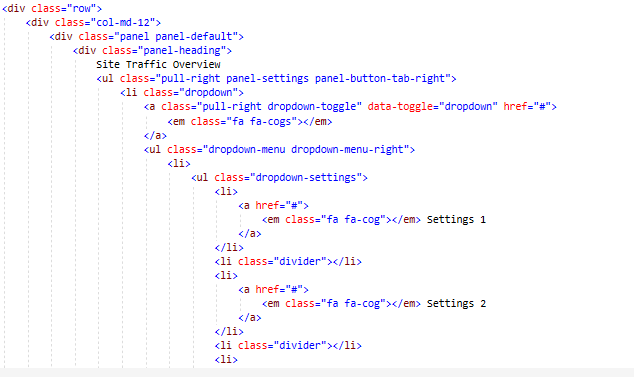 <div class="row">
<div class="col-md-12">
<div class="panel panel-default">
<div class="panel-heading">
Site Traffic Overview
<ul class="pull-right panel-settings panel-button-tab-right">
<li class="dropdown">
<a class="pull-right dropdown-toggle" data-toggle="dropdown" href="#">
<em class="fa fa-cogs"></em>
</a>
<ul class="dropdown-menu dropdown-menu-right">
<li>
<ul class="dropdown-settings">
<li>
<a href="#">
<em class="fa fa-cog"></em> Settings 1
</a>
</li>
<li class="divider"></li>
<li>
<a href="#">
<em class="fa fa-cog"></em> Settings 2
</a>
</li>
<li class="divider"></li>
<li>